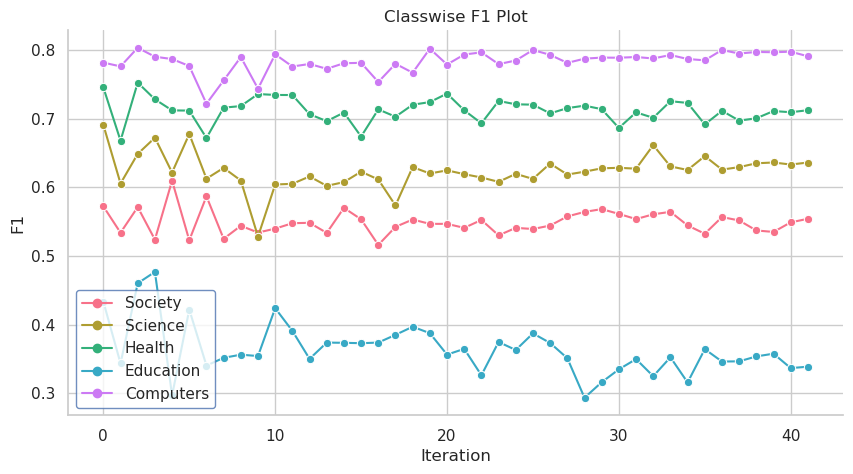 Classwise F1 Plot
F1
0.8
0.7
0.6
0.5
0.4
0.3
Society
Science
Health
Education
Computers
0 10 20 30 40
Iteration